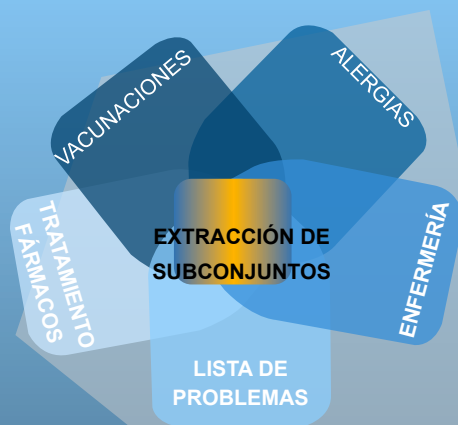 VACUNACIONES
ALERGIAS
TRATAMIENTO
FÁRMACOS
EXTRACCIÓN DE
SUBCONJUNTOS
ENFERMERÍA
LISTA DE
PROBLEMAS